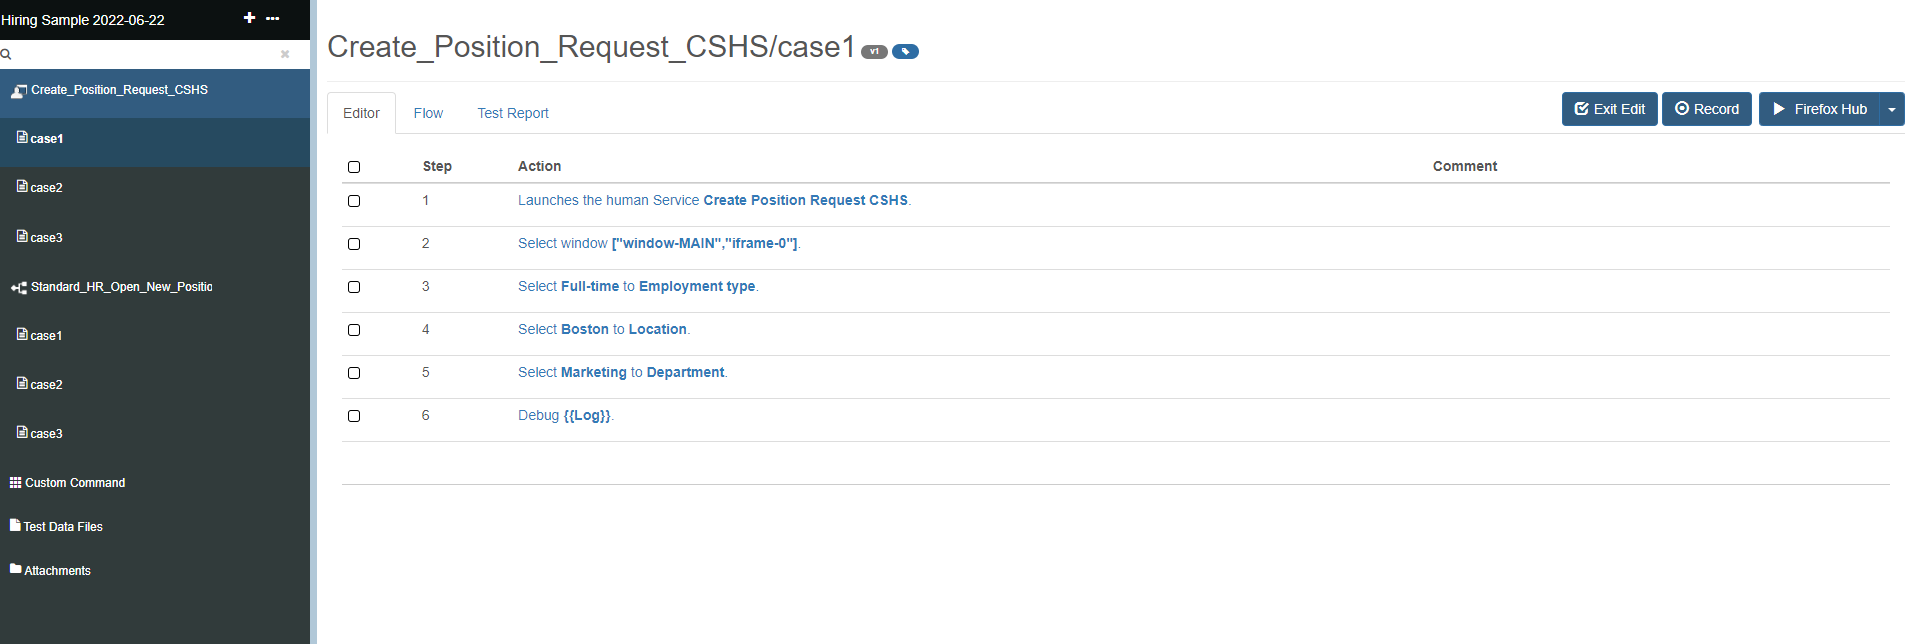 Hiring Sample 2022-06-22
Create_Position_Request_CSHS
case1
case2
case3
Standard_HR_Open_New_Positio
case1
case2
case3
Custom Command
Test Data Files
Attachments
Create_Position_Request_CSHS/case1 v1
Editor Flow Test Report Exit Edit Record Firefox Hub
Step Action Comment
1 Launches the human Service Create Position Request CSHS.
2 Select window ["window-MAIN","iframe-0"].
3 Select Full-time to Employment type.
4 Select Boston to Location.
5 Select Marketing to Department.
6 Debug {{Log}}.